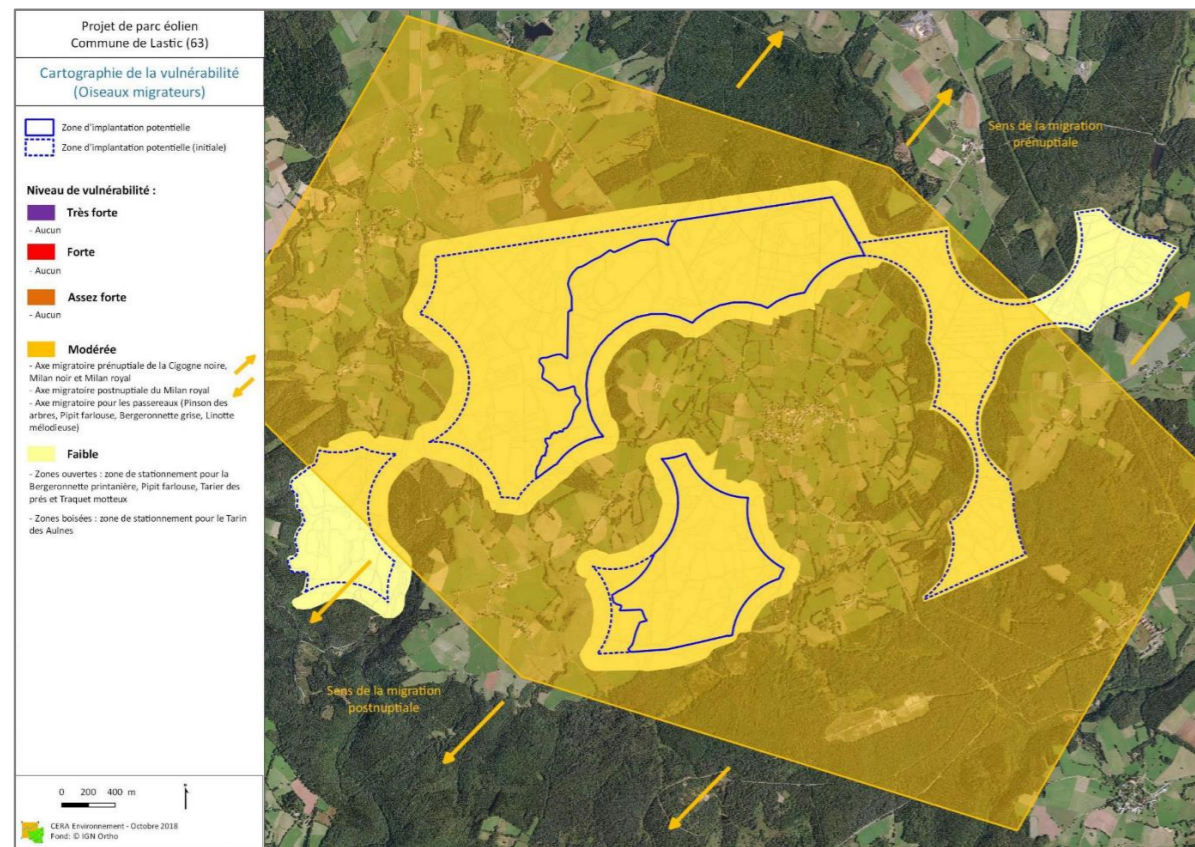 Projet de parc éolien
Commune de Lastic (63)
Cartographie de la vulnérabilité
(Oiseaux migrateurs)
Zone d'implantation potentielle
Zone d'implantation potentielle (initiale)
Niveau de vulnérabilité :
Très forte
- Aucun
Forte
- Aucun
Assez forte
- Aucun
Modérée
- Axe migratoire prénuptiale de la Cigogne noire,
Milan noir et Milan royal
- Axe migratoire postnuptiale du Milan royal
- Axe migratoire pour les passereaux (Pinson des
arbres, Pipit farlouse, Bergeronnette grise, Linotte
mélodieuse)
Faible
- Zones ouvertes : zone de stationnement pour la
Bergeronnette printanière, Pipit farlouse, Tarier des
prés et Traquet motteux
- Zones boisées : zone de stationnement pour le Tarin
des Aulnes
0 200 400 m
CERA Environnement - Octobre 2018
Fond: © IGN Ortho
Sens de la migration
prénuptiale
Sens de la migration
postnuptiale